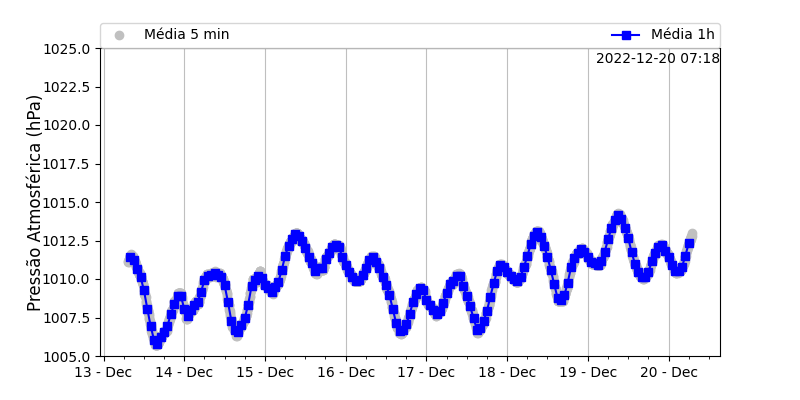 Média 5 min
Média 1h
2022-12-20 07:18
Pressão Atmosférica (hPa)
1025.0
1022.5
1020.0
1017.5
1015.0
1012.5
1010.0
1007.5
1005.0
13 - Dec
14 - Dec
15 - Dec
16 - Dec
17 - Dec
18 - Dec
19 - Dec
20 - Dec